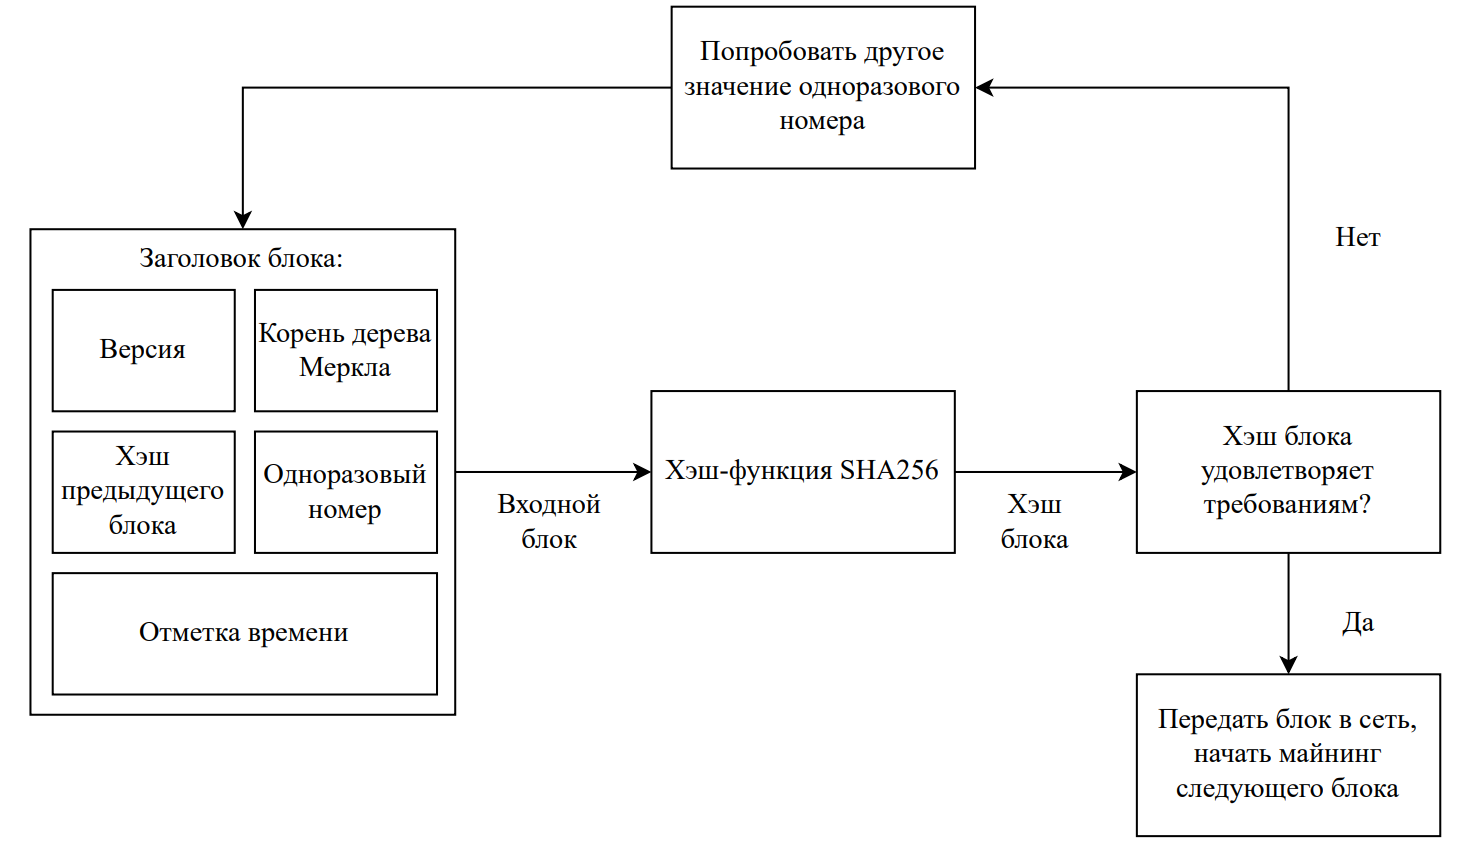 Попробовать другое
значение одноразового
номера
Нет
Заголовок блока:
Версия
Корень дерева
Меркла
Хэш
предыдущего
блока
Одноразовый
номер
Отметка времени
Входной
блок
Хэш-функция SHA256
Хэш
блока
Хэш блока
удовлетворяет
требованиям?
Да
Передать блок в сеть,
начать майнинг
следующего блока